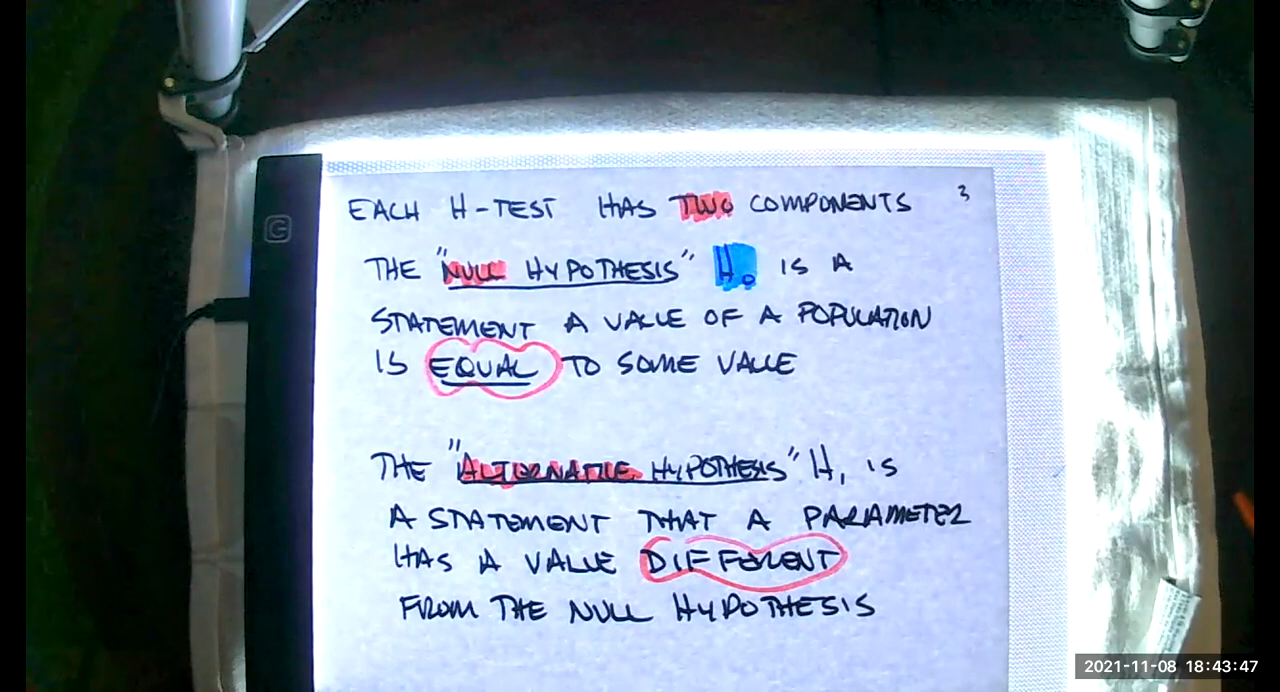 EACH H-TEST HAS TWO COMPONENTS 3
THE "NULL HYPOTHESIS" H₀ IS A
STATEMENT A VALUE OF A POPULATION
IS EQUAL TO SOME VALUE
THE "ALTERNATIVE HYPOTHESIS" H₁ IS
A STATEMENT THAT A PARAMETER
HAS A VALUE DIFFERENT
FROM THE NULL HYPOTHESIS
2021-11-08 18:43:47